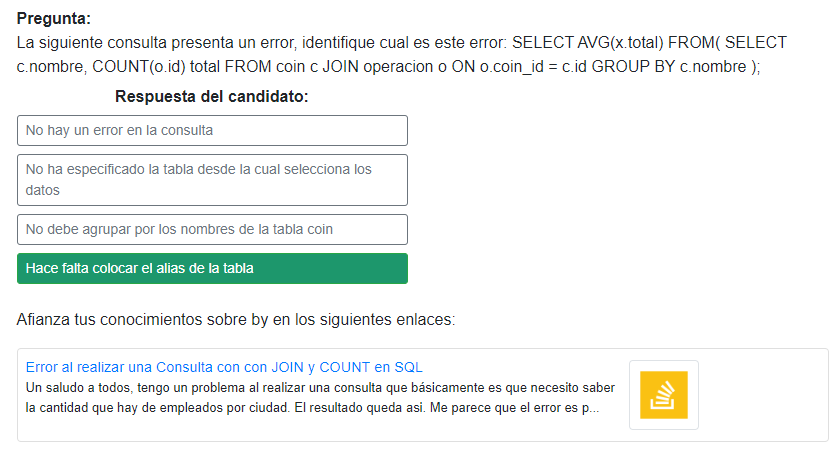 Pregunta:
La siguiente consulta presenta un error, identifique cual es este error: SELECT AVG(x.total) FROM( SELECT
c.nombre, COUNT(o.id) total FROM coin c JOIN operacion o ON o.coin_id = c.id GROUP BY c.nombre );
Respuesta del candidato:
No hay un error en la consulta
No ha especificado la tabla desde la cual selecciona los
datos
No debe agrupar por los nombres de la tabla coin
Hace falta colocar el alias de la tabla
Afianza tus conocimientos sobre by en los siguientes enlaces:
Error al realizar una Consulta con con JOIN y COUNT en SQL
Un saludo a todos, tengo un problema al realizar una consulta que básicamente es que necesito saber
la cantidad que hay de empleados por ciudad. El resultado queda asi. Me parece que el error es p...